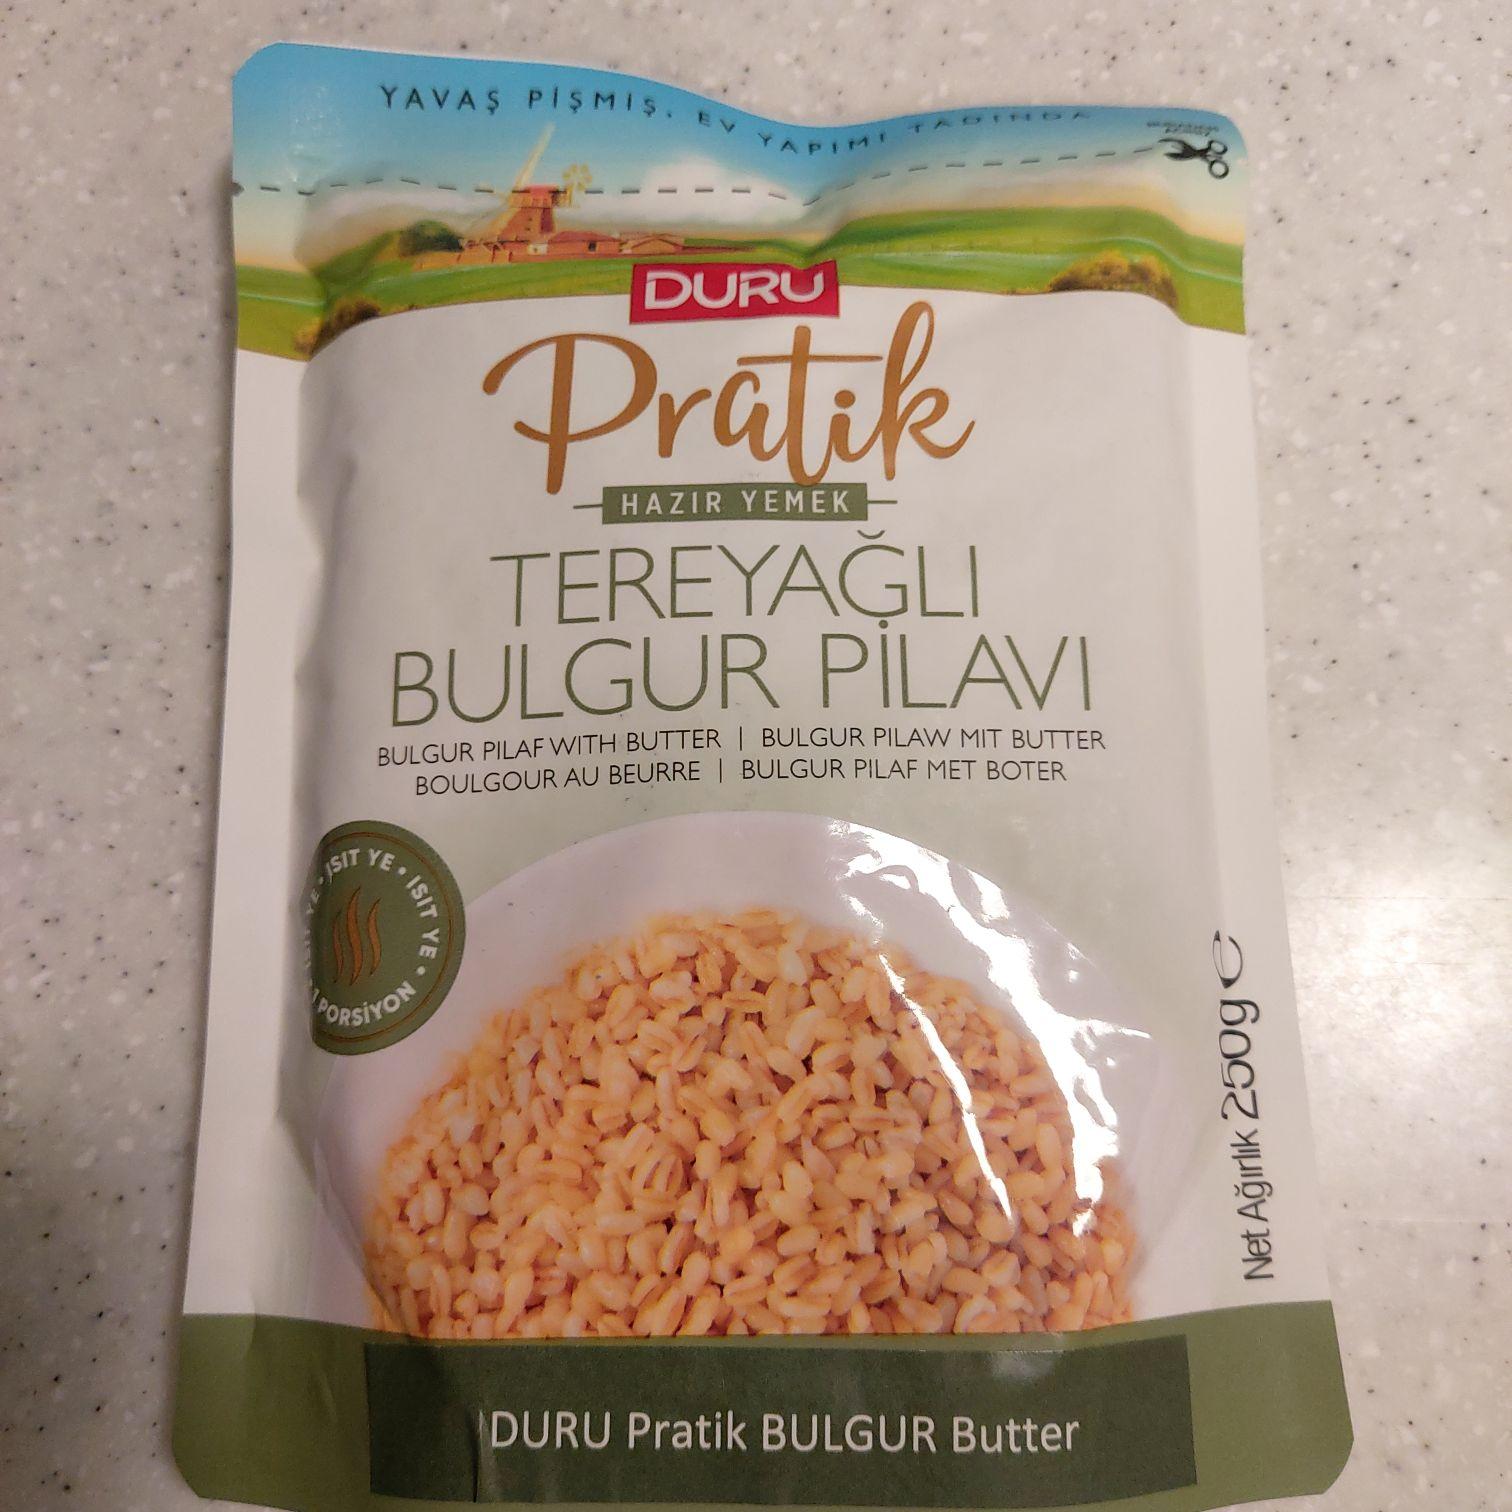 YAVAŞ PİŞMİŞ, EV YAPIMI TADINDA
DURU
Pratik
HAZIR YEMEK
TEREYAĞLI
BULGUR PİLAVI
BULGUR PILAF WITH BUTTER | BULGUR PILAW MIT BUTTER
BOULGOUR AU BEURRE | BULGUR PILAF MET BOTER
ISIT YE • ISIT YE •
1 PORSİYON
Net Ağırlık 250g ℮
DURU Pratik BULGUR Butter